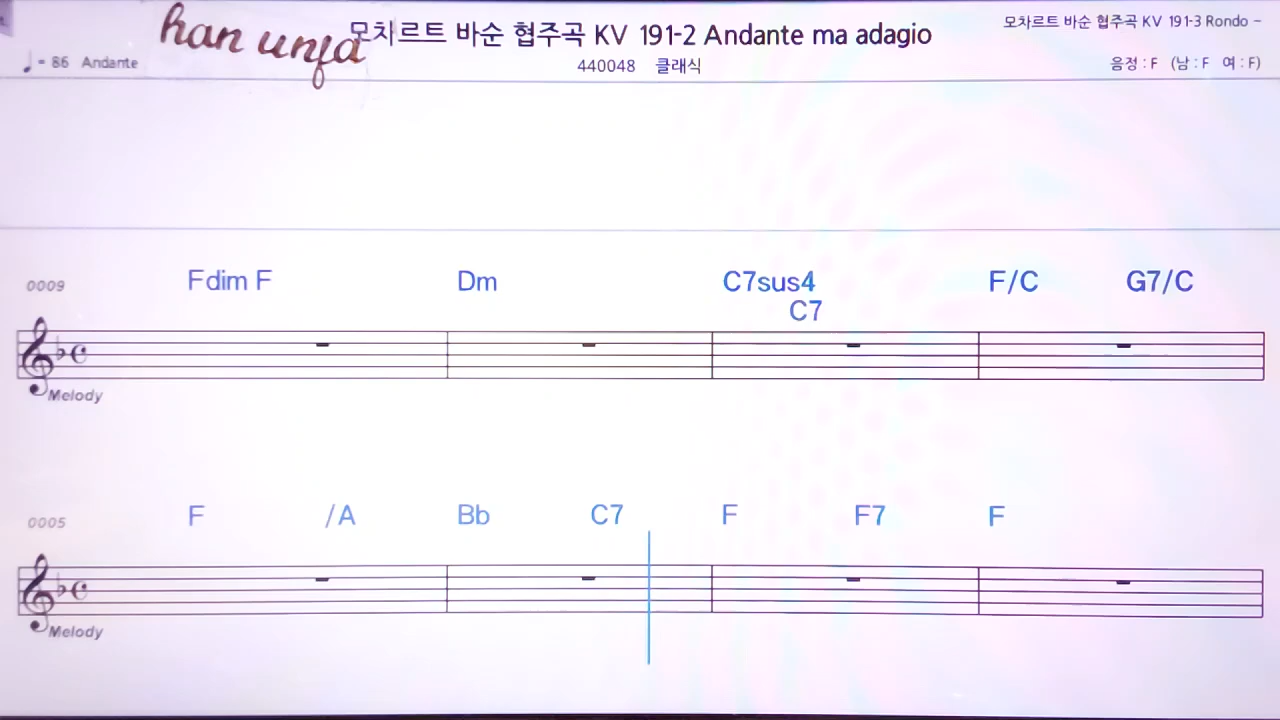 han unfa
모차르트 바순 협주곡 KV 191-2 Andante ma adagio
모차르트 바순 협주곡 KV 191-3 Rondo ~
♩ = 86 Andante
440048 클래식
음정 : F (남 : F 여 : F)
0009
Fdim F Dm C7sus4 F/C G7/C
C7
Melody
0005
F /A Bb C7 F F7 F
Melody